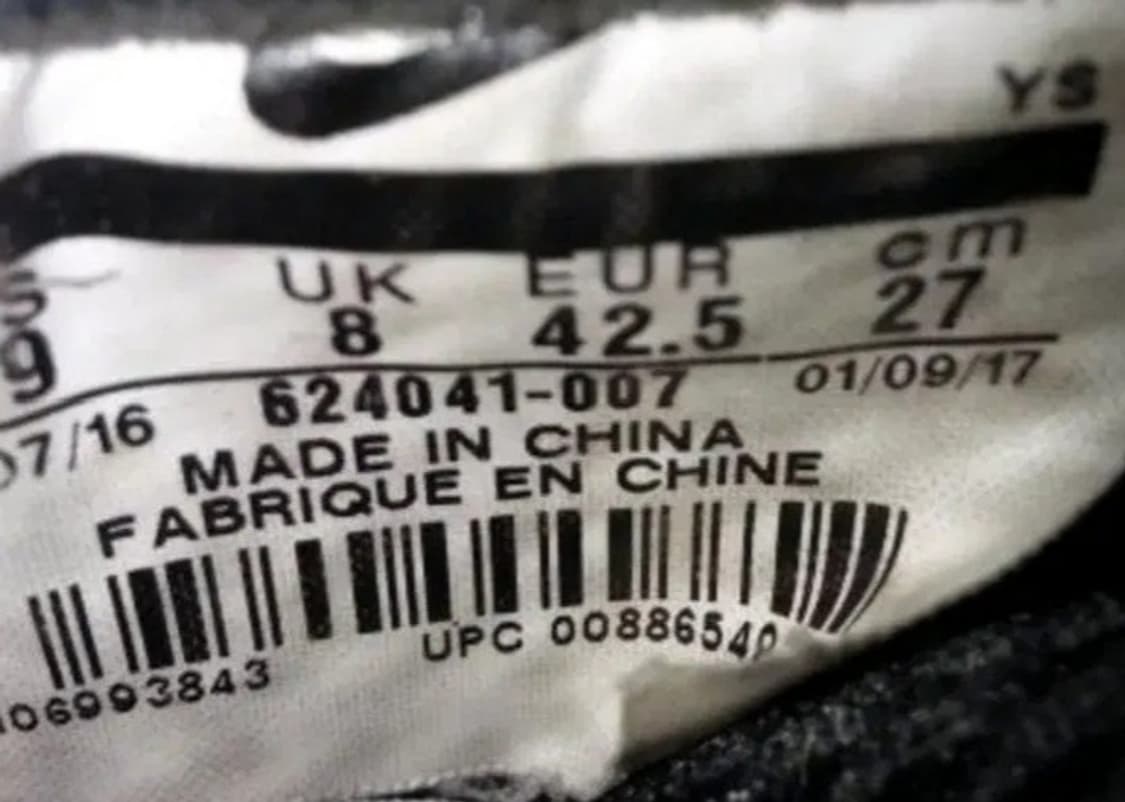 YS
S UK EUR cm
9 8 42.5 27
07/16 624041-007 01/09/17
MADE IN CHINA
FABRIQUE EN CHINE
UPC 00886540
06993843